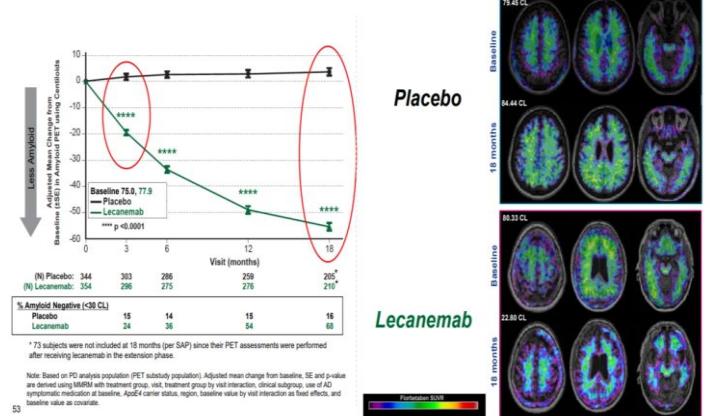 10
0
-10
-20
-30
-40
-50
-60
Less Amyloid
Adjusted Mean Change from
Baseline (±SE) in Amyloid PET using Centiloids
****
****
****
****
Baseline 75.0, 77.9
Placebo
Lecanemab
**** p <0.0001
0 3 6 12 18
Visit (months)
(N) Placebo: 344 303 286 259 205*
(N) Lecanemab: 354 296 275 276 210*
% Amyloid Negative (<30 CL)
Placebo 15 14 15 16
Lecanemab 24 36 54 68
* 73 subjects were not included at 18 months (per SAP) since their PET assessments were performed
after receiving lecanemab in the extension phase.
Note: Based on PD analysis population (PET substudy population). Adjusted mean change from baseline, SE and p-value
are derived using MMRM with treatment group, visit, treatment group by visit interaction, clinical subgroup, use of AD
symptomatic medication at baseline, ApoE4 carrier status, region, baseline value by visit interaction as fixed effects, and
baseline value as covariate.
53
Placebo
Baseline
79.45 CL
18 months
84.44 CL
Lecanemab
Baseline
80.33 CL
18 months
22.80 CL
Florbetaben SUVR